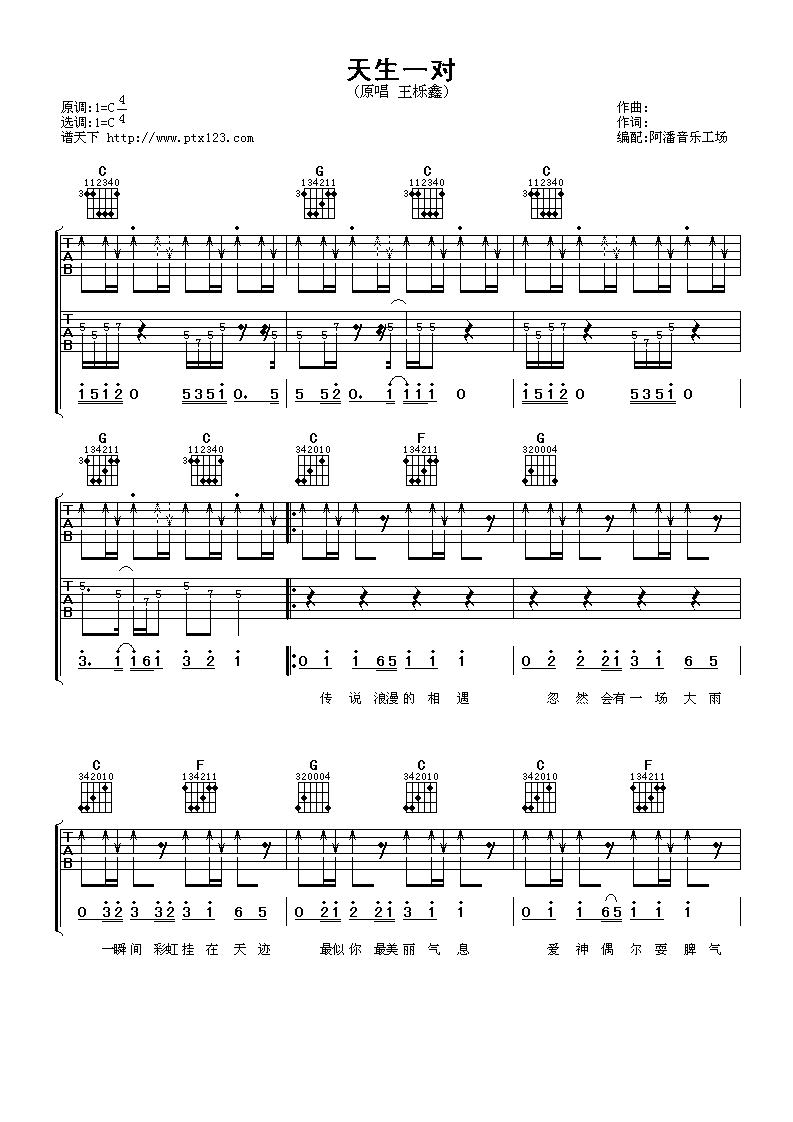 天生一对
(原唱 王栎鑫)
原调:1=C 4/4
选调:1=C
谱天下 http://www.ptx123.com
作曲:
作词:
编配:阿潘音乐工场
C G C C
112340 134211 112340 112340
3 3 3 3
T A B
T A B
5 5 5 7 5 7 5 5 5 5 5 7 5 5 5 5 5 5 7 5 7 5 5
1 5 1 2 0 5 3 5 1 0. 5 5 5 2 0. 1 1 1 1 0 1 5 1 2 0 5 3 5 1 0
G C C F G
134211 112340 342010 134211 320004
3 3
T A B
T A B
5. 5 7 5 5 7 5
3. 1 1 6 1 3 2 1 0 1 1 6 5 1 1 1 0 2 2 2 1 3 1 6 5
传 说 浪漫的 相 遇 忽 然 会有一 场 大 雨
C F G C C F
342010 134211 320004 342010 342010 134211
T A B
0 3 2 3 3 2 3 1 6 5 0 2 1 2 2 1 3 1 1 0 1 1 6 5 1 1 1
一瞬间 彩虹挂 在 天 迹 最似你 最美丽 气 息 爱 神 偶 尔 耍 脾 气